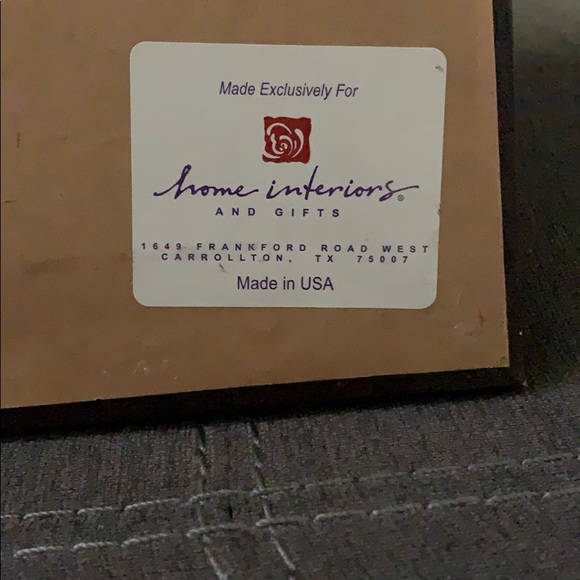 Made Exclusively For
home interiors®
AND GIFTS
1649 FRANKFORD ROAD WEST
CARROLLTON, TX 75007
Made in USA